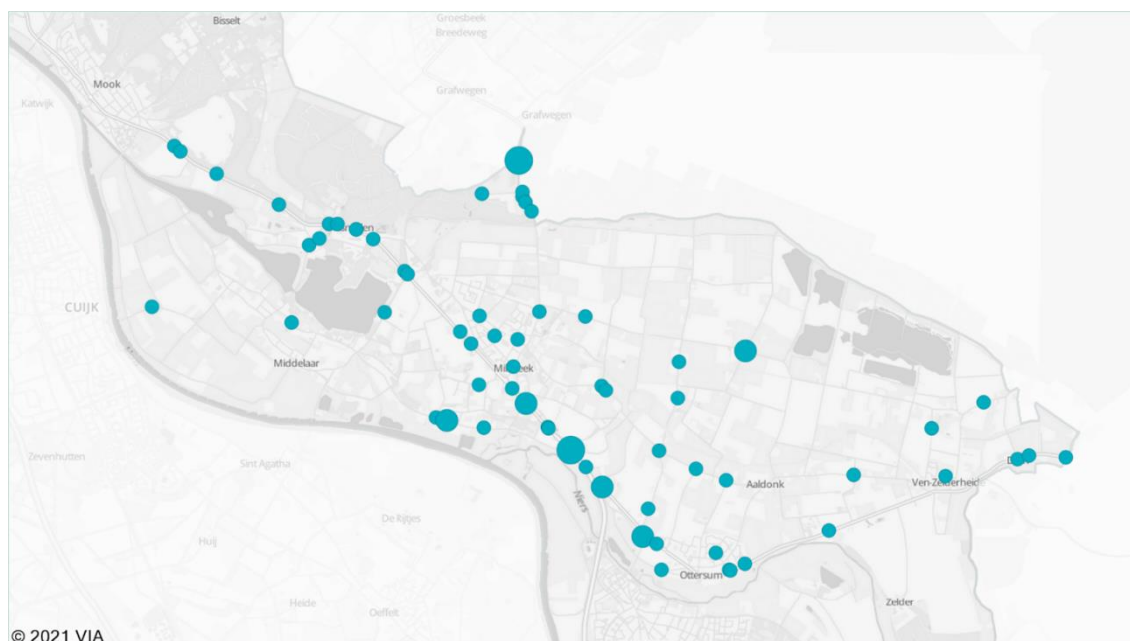 Bisselt
Groesbeek
Breedeweg
Mook
Grafwegen
Katwijk
Grafwegen
CUIJK
Middelaar
Zevenhutten
Sint Agatha
Aaldonk
Ven-Zelderheide
Niers
De Rijtjes
Huij
Ottersum
Heide
Oeffelt
Zelder
© 2021 VIA